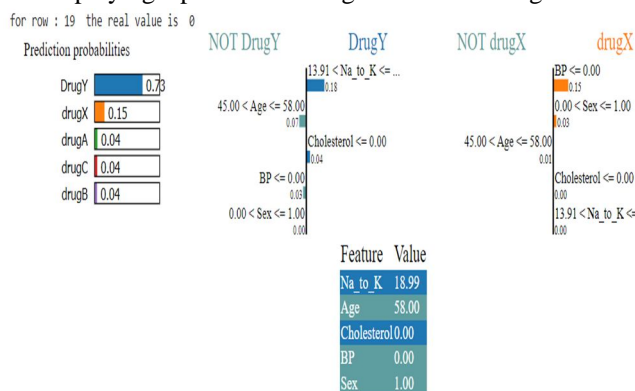 for row : 19 the real value is 0
Prediction probabilities
DrugY 0.73
drugX 0.15
drugA 0.04
drugC 0.04
drugB 0.04
NOT DrugY DrugY
13.91 < Na_to_K <= ...
0.18
45.00 < Age <= 58.00
0.07
Cholesterol <= 0.00
0.04
BP <= 0.00
0.03
0.00 < Sex <= 1.00
0.00
NOT drugX drugX
BP <= 0.00
0.15
0.00 < Sex <= 1.00
0.03
45.00 < Age <= 58.00
0.01
Cholesterol <= 0.00
0.00
13.91 < Na_to_K <=
0.00
Feature Value
Na_to_K 18.99
Age 58.00
Cholesterol 0.00
BP 0.00
Sex 1.00